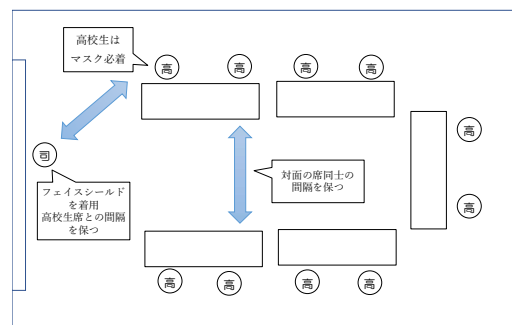 高校生は
マスク必着
高
高
高
高
高
高
司
対面の席同士の
間隔を保つ
フェイスシールド
を着用
高校生席との間隔
を保つ
高
高
高
高